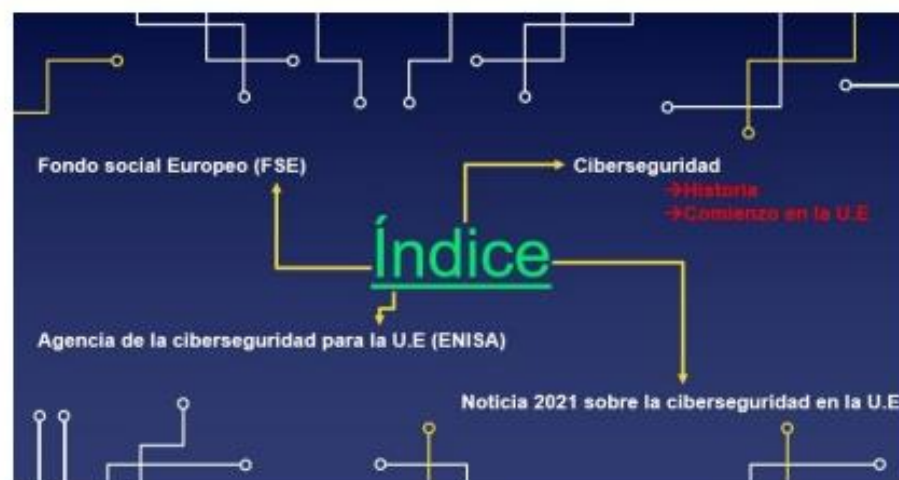 Fondo social Europeo (FSE)
Ciberseguridad
→Historia
→Comienzo en la U.E
Índice
Agencia de la ciberseguridad para la U.E (ENISA)
Noticia 2021 sobre la ciberseguridad en la U.E